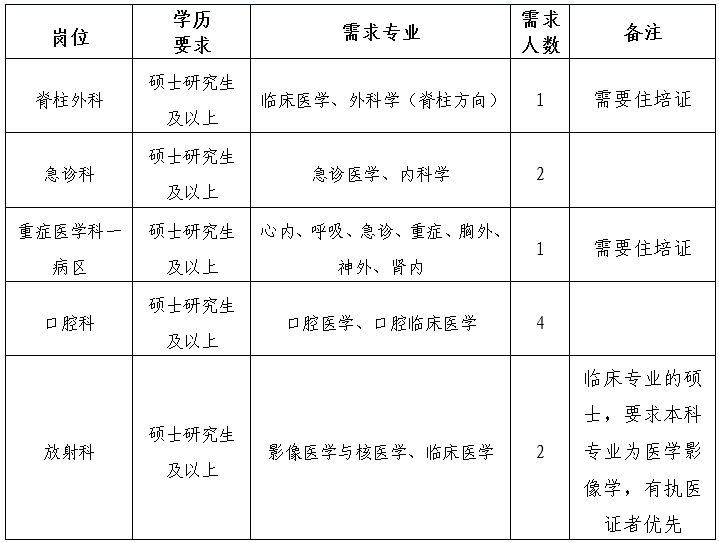 岗位
学历
要求
需求专业
需求
人数
备注
脊柱外科
硕士研究生
及以上
临床医学、外科学（脊柱方向）
1
需要住培证
急诊科
硕士研究生
及以上
急诊医学、内科学
2
重症医学科一
病区
硕士研究生
及以上
心内、呼吸、急诊、重症、胸外、
神外、肾内
1
需要住培证
口腔科
硕士研究生
及以上
口腔医学、口腔临床医学
4
放射科
硕士研究生
及以上
影像医学与核医学、临床医学
2
临床专业的硕
士，要求本科
专业为医学影
像学，有执医
证者优先